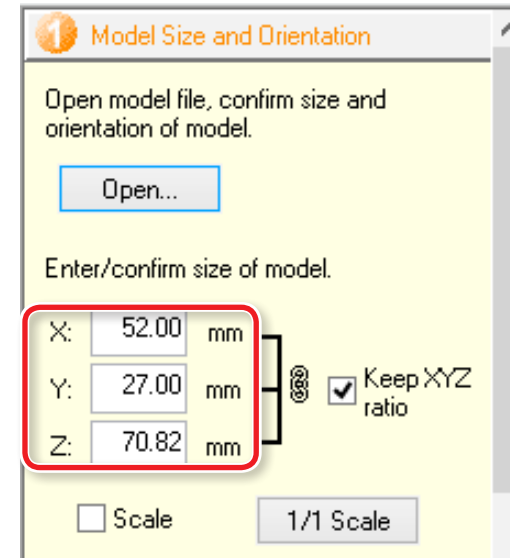 1 Model Size and Orientation
Open model file, confirm size and
orientation of model.
Open...
Enter/confirm size of model.
X: 52.00 mm
Y: 27.00 mm
Z: 70.82 mm
Keep XYZ
ratio
Scale
1/1 Scale